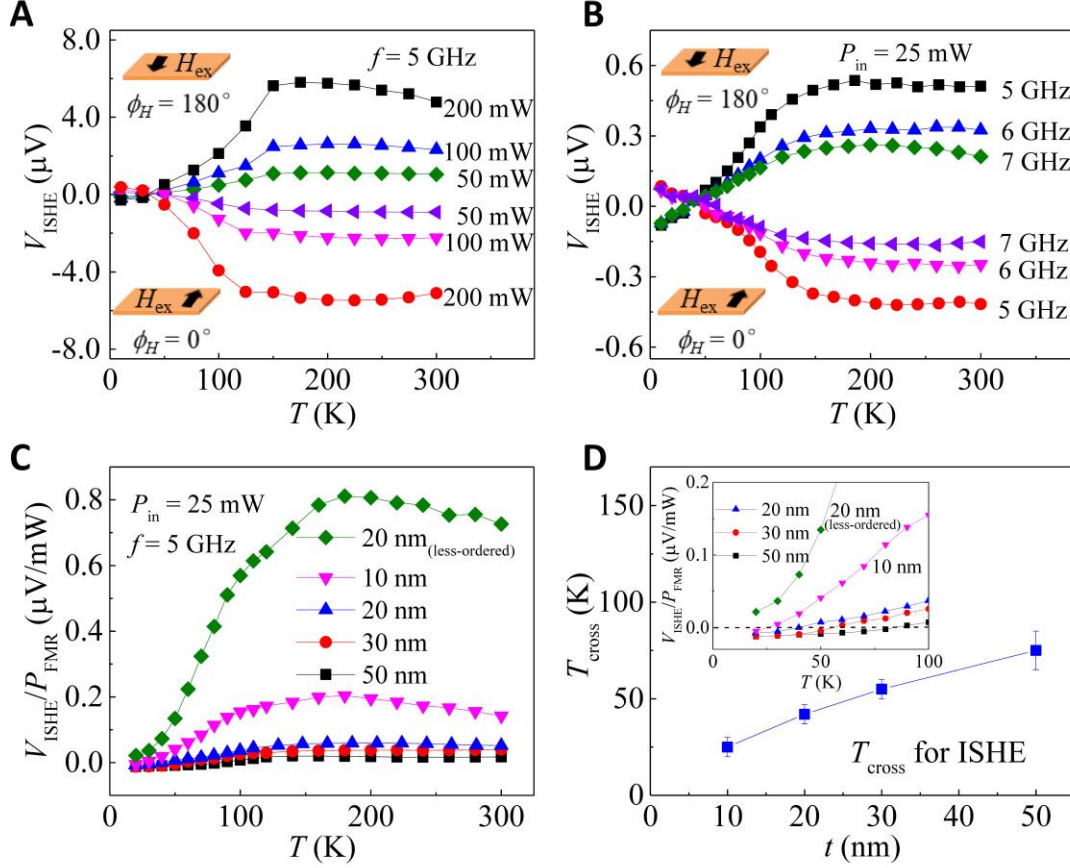 A
8.0
4.0
0.0
-4.0
-8.0
V_ISHE (μV)
H_ex
ϕ_H = 180°
f = 5 GHz
200 mW
100 mW
50 mW
50 mW
100 mW
200 mW
H_ex
ϕ_H = 0°
0 100 200 300
T (K)
B
0.6
0.3
0.0
-0.3
-0.6
V_ISHE (μV)
H_ex
ϕ_H = 180°
P_in = 25 mW
5 GHz
6 GHz
7 GHz
7 GHz
6 GHz
5 GHz
H_ex
ϕ_H = 0°
0 100 200 300
T (K)
C
0.8
0.6
0.4
0.2
0.0
V_ISHE/P_FMR (μV/mW)
P_in = 25 mW
f = 5 GHz
20 nm (less-ordered)
10 nm
20 nm
30 nm
50 nm
0 100 200 300
T (K)
D
150
125
100
75
50
25
0
T_cross (K)
0.2
0.1
0.0
V_ISHE/P_FMR (μV/mW)
20 nm
30 nm
50 nm
20 nm
(less-ordered)
10 nm
0 50 100
T (K)
T_cross for ISHE
0 10 20 30 40 50
t (nm)